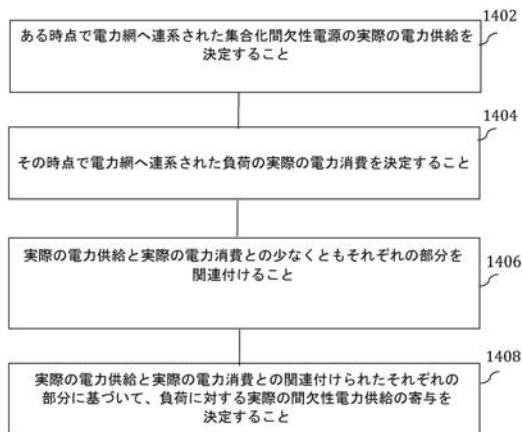 1402
ある時点で電力網へ連系された集合化間欠性電源の実際の電力供給を
決定すること
1404
その時点で電力網へ連系された負荷の実際の電力消費を決定すること
実際の電力供給と実際の電力消費との少なくともそれぞれの部分を
関連付けること
1406
1408
実際の電力供給と実際の電力消費との関連付けられたそれぞれの
部分に基づいて、負荷に対する実際の間欠性電力供給の寄与を
決定すること